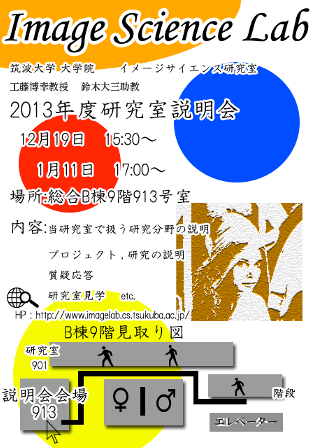 Image Science Lab
筑波大学 大学院 イメージサイエンス研究室
工藤博幸教授 鈴木大三助教
2013年度研究室説明会
12月19日 15:30～
1月11日 17:00～
場所:総合B棟9階913号室
内容:当研究室で扱う研究分野の説明
プロジェクト,研究の説明
質疑応答
研究室見学 etc.
HP : http://www.imagelab.cs.tsukuba.ac.jp/
B棟9階見取り図
研究室
901
説明会会場
913
階段
エレベーター